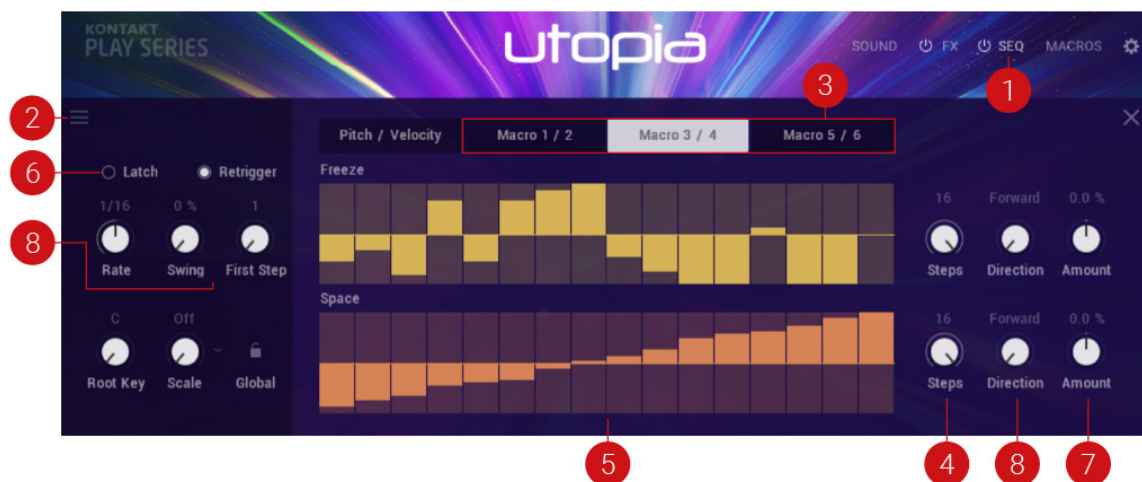 KONTAKT
PLAY SERIES
utopia
SOUND FX SEQ MACROS
3
1
2
Pitch / Velocity Macro 1 / 2 Macro 3 / 4 Macro 5 / 6
6
Latch Retrigger
Freeze
1/16 0 % 1
16 Forward 0.0 %
8
Rate Swing First Step
Steps Direction Amount
Space
C Off
16 Forward 0.0 %
Root Key Scale Global
Steps Direction Amount
5
4
8
7